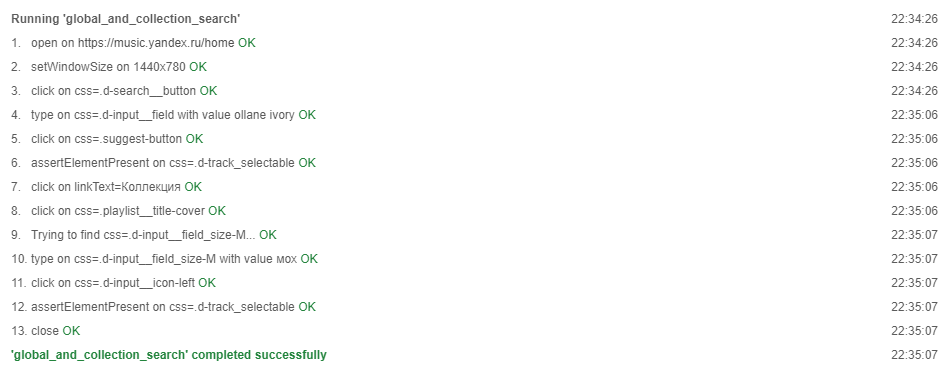 Running 'global_and_collection_search' 22:34:26
1. open on https://music.yandex.ru/home OK 22:34:26
2. setWindowSize on 1440x780 OK 22:34:26
3. click on css=.d-search__button OK 22:34:26
4. type on css=.d-input__field with value ollane ivory OK 22:35:06
5. click on css=.suggest-button OK 22:35:06
6. assertElementPresent on css=.d-track_selectable OK 22:35:06
7. click on linkText=Коллекция OK 22:35:06
8. click on css=.playlist__title-cover OK 22:35:06
9. Trying to find css=.d-input__field_size-M... OK 22:35:07
10. type on css=.d-input__field_size-M with value мох OK 22:35:07
11. click on css=.d-input__icon-left OK 22:35:07
12. assertElementPresent on css=.d-track_selectable OK 22:35:07
13. close OK 22:35:07
'global_and_collection_search' completed successfully 22:35:07